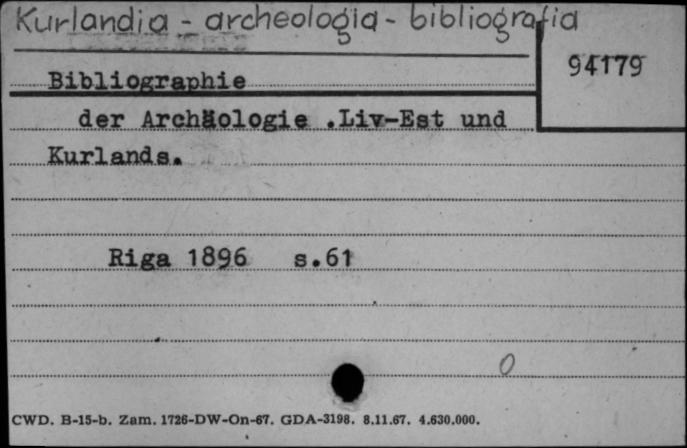 Kurlandia - archeologia - bibliografia
94179
Bibliographie
der Archäologie .Liv-Est und
Kurlands.
Riga 1896 s.61
0
CWD. B-15-b. Zam. 1726-DW-On-67. GDA-3198. 8.11.67. 4.630.000.